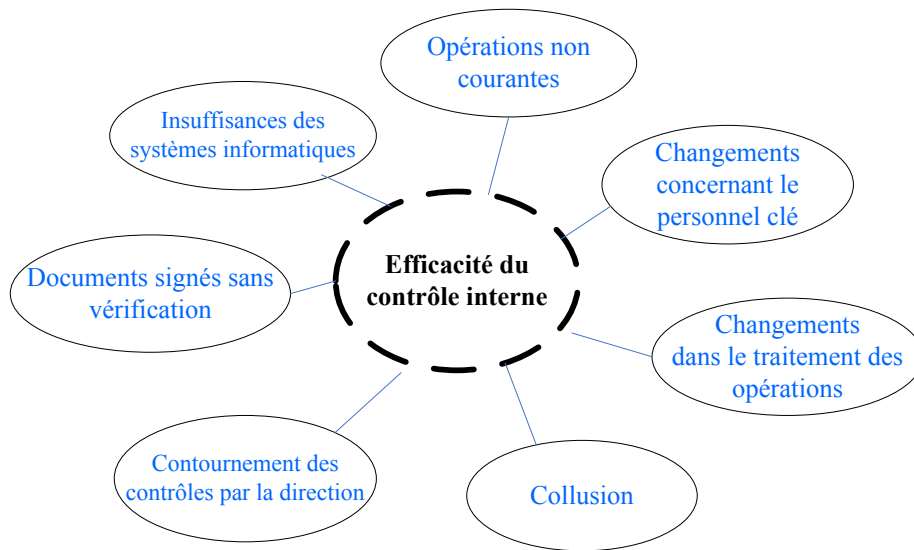 Opérations non
courantes
Insuffisances des
systèmes informatiques
Changements
concernant le
personnel clé
Efficacité du
contrôle interne
Documents signés sans
vérification
Changements
dans le traitement des
opérations
Contournement des
contrôles par la direction
Collusion